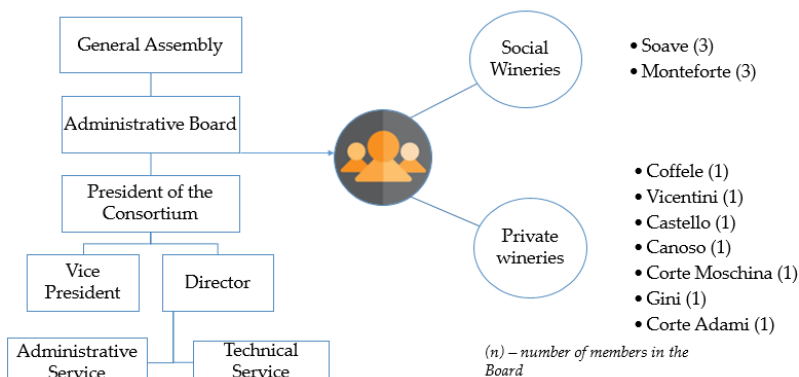 General Assembly
Administrative Board
President of the
Consortium
Vice
President
Director
Administrative
Service
Technical
Service
Social
Wineries
• Soave (3)
• Monteforte (3)
Private
wineries
• Coffele (1)
• Vicentini (1)
• Castello (1)
• Canoso (1)
• Corte Moschina (1)
• Gini (1)
• Corte Adami (1)
(n) – number of members in the
Board